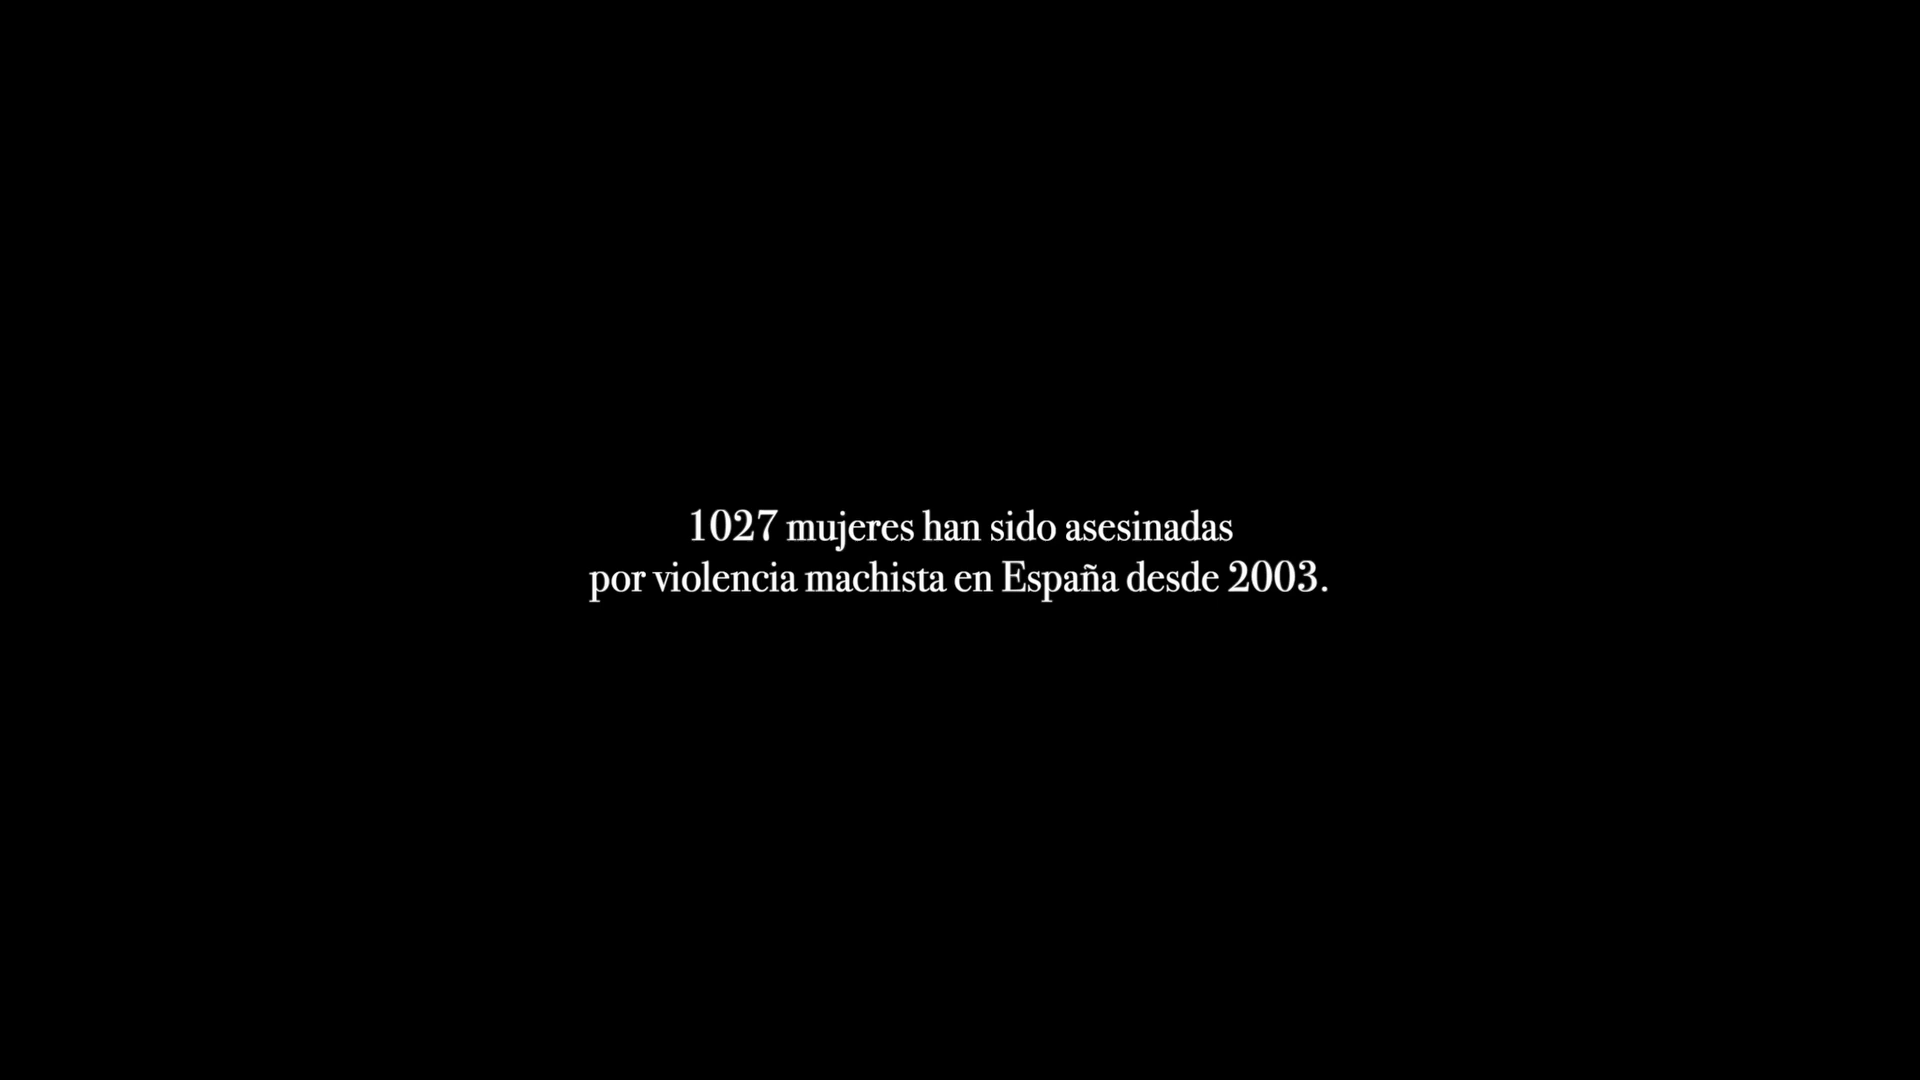 1027 mujeres han sido asesinadas
por violencia machista en España desde 2003.